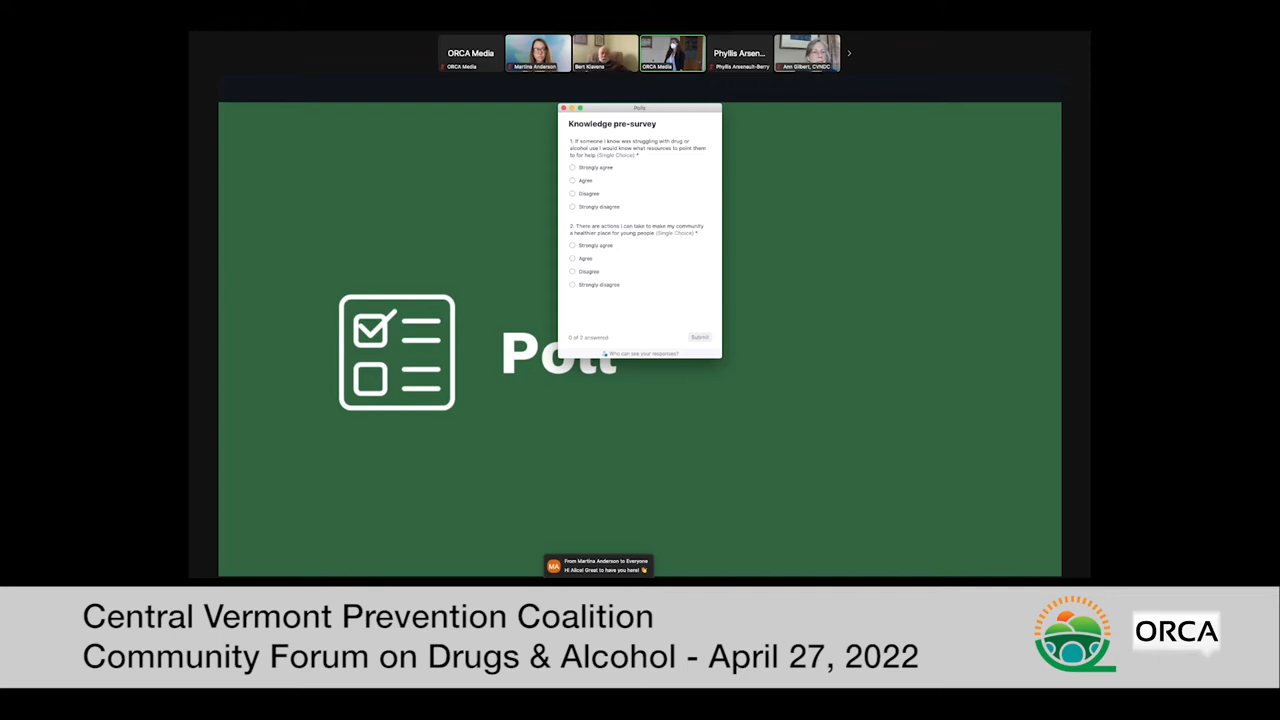 ORCA Media
Phyllis Arsen...
ORCA Media
Martina Anderson
Bert Klavens
ORCA Media
Phyllis Arsenault-Berry
Ann Gilbert, CVNDC
Polls
Knowledge pre-survey
1. If someone I know was struggling with drug or
alcohol use I would know what resources to point them
to for help (Single Choice) *
Strongly agree
Agree
Disagree
Strongly disagree
2. There are actions I can take to make my community
a healthier place for young people (Single Choice) *
Strongly agree
Agree
Disagree
Strongly disagree
0 of 2 answered
Submit
Who can see your responses?
Poll
MA
From Martina Anderson to Everyone
Hi Alice! Great to have you here! 👋
Central Vermont Prevention Coalition
Community Forum on Drugs & Alcohol - April 27, 2022
ORCA